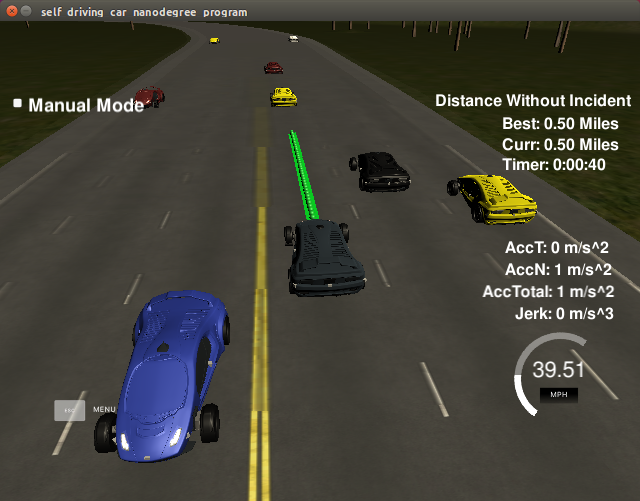 self driving car nanodegree program
Manual Mode
Distance Without Incident
Best: 0.50 Miles
Curr: 0.50 Miles
Timer: 0:00:40
AccT: 0 m/s^2
AccN: 1 m/s^2
AccTotal: 1 m/s^2
Jerk: 0 m/s^3
39.51
MPH
ESC MENU